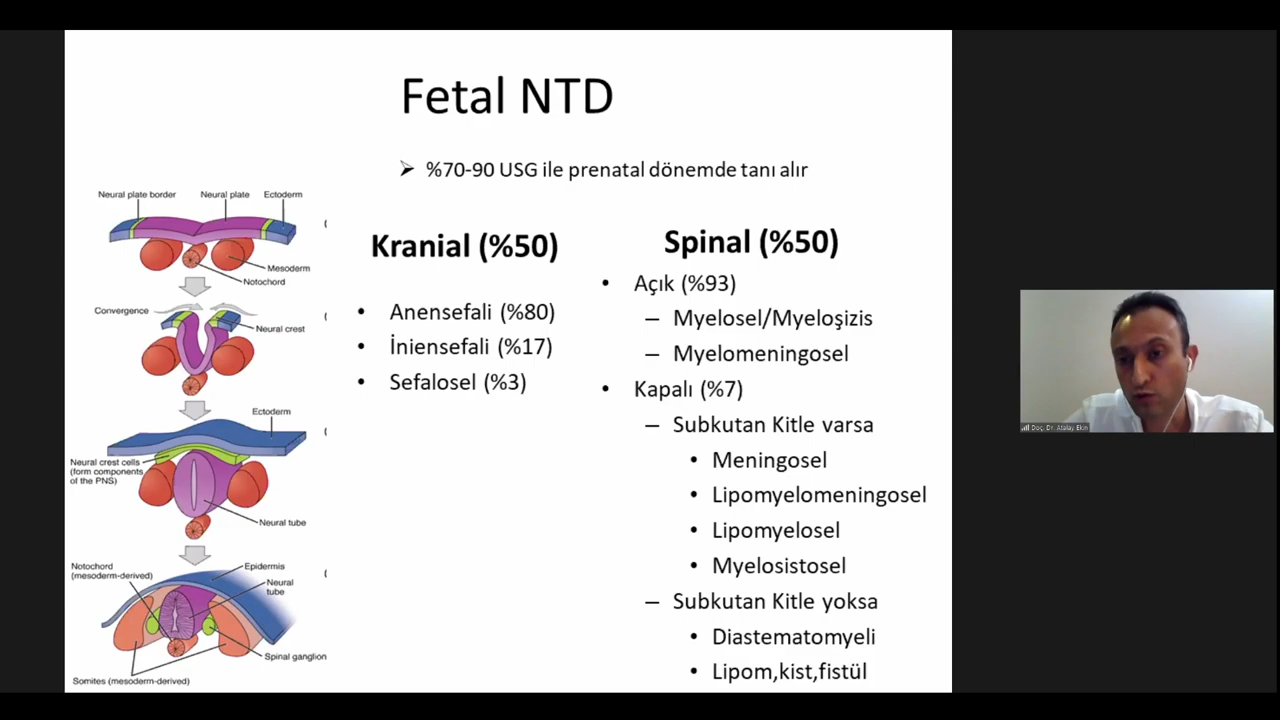 Fetal NTD
➢ %70-90 USG ile prenatal dönemde tanı alır
Neural plate border
Neural plate
Ectoderm
Mesoderm
Notochord
Convergence
Neural crest
Ectoderm
Neural crest cells
(form components
of the PNS)
Neural tube
Notochord
(mesoderm-derived)
Epidermis
Neural
tube
Spinal ganglion
Somites (mesoderm-derived)
Kranial (%50)
• Anensefali (%80)
• İniensefali (%17)
• Sefalosel (%3)
Spinal (%50)
• Açık (%93)
– Myelosel/Myeloşizis
– Myelomeningosel
• Kapalı (%7)
– Subkutan Kitle varsa
• Meningosel
• Lipomyelomeningosel
• Lipomyelosel
• Myelosistosel
– Subkutan Kitle yoksa
• Diastematomyeli
• Lipom,kist,fistül
Doç. Dr. Atalay Ekin